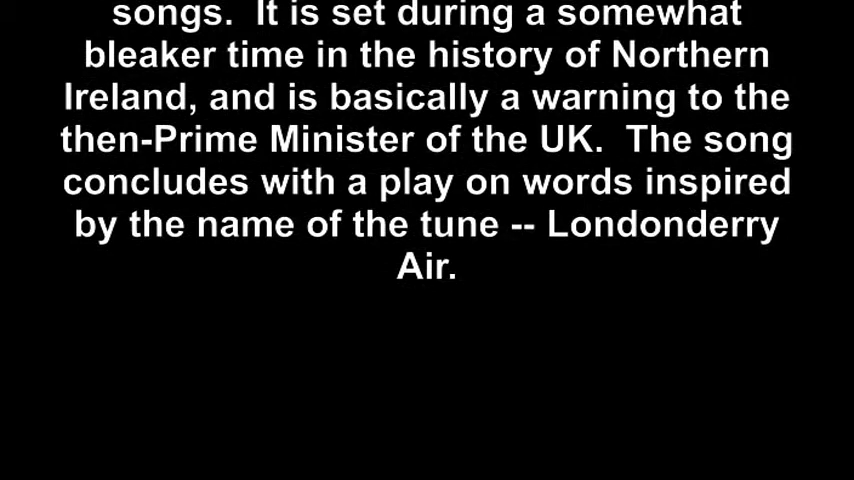 songs.  It is set during a somewhat
bleaker time in the history of Northern
Ireland, and is basically a warning to the
then-Prime Minister of the UK.  The song
concludes with a play on words inspired
by the name of the tune -- Londonderry
Air.